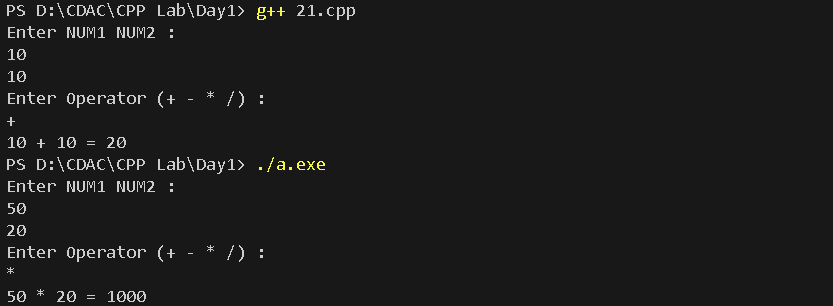 PS D:\CDAC\CPP Lab\Day1> g++ 21.cpp
Enter NUM1 NUM2 :
10
10
Enter Operator (+ - * /) :
+
10 + 10 = 20
PS D:\CDAC\CPP Lab\Day1> ./a.exe
Enter NUM1 NUM2 :
50
20
Enter Operator (+ - * /) :
*
50 * 20 = 1000